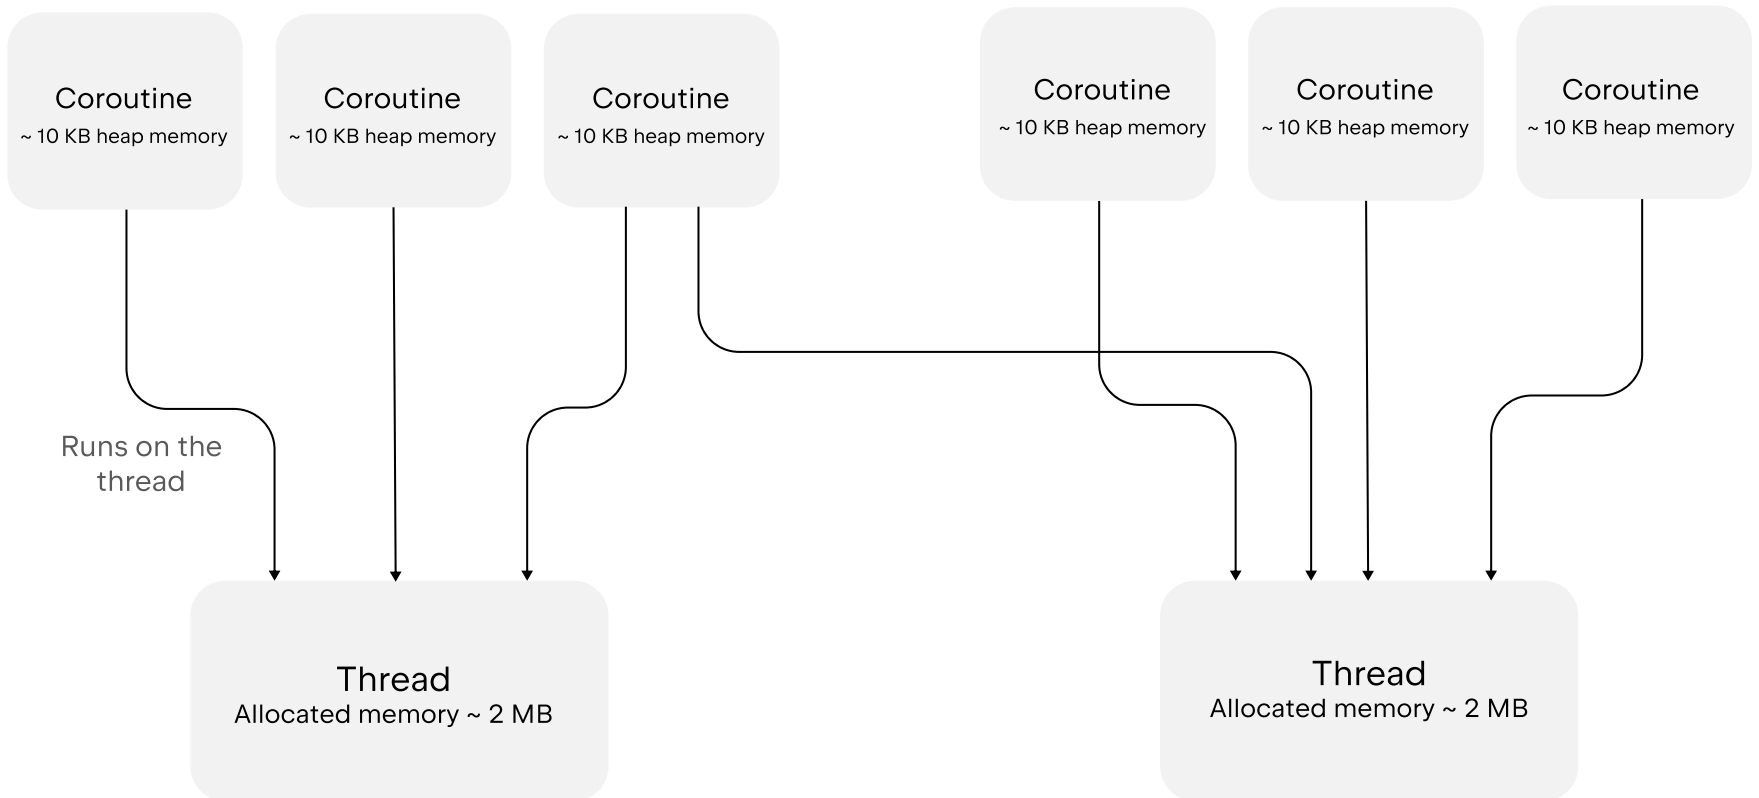 Coroutine
~ 10 KB heap memory
Coroutine
~ 10 KB heap memory
Coroutine
~ 10 KB heap memory
Coroutine
~ 10 KB heap memory
Coroutine
~ 10 KB heap memory
Coroutine
~ 10 KB heap memory
Runs on the
thread
Thread
Allocated memory ~ 2 MB
Thread
Allocated memory ~ 2 MB